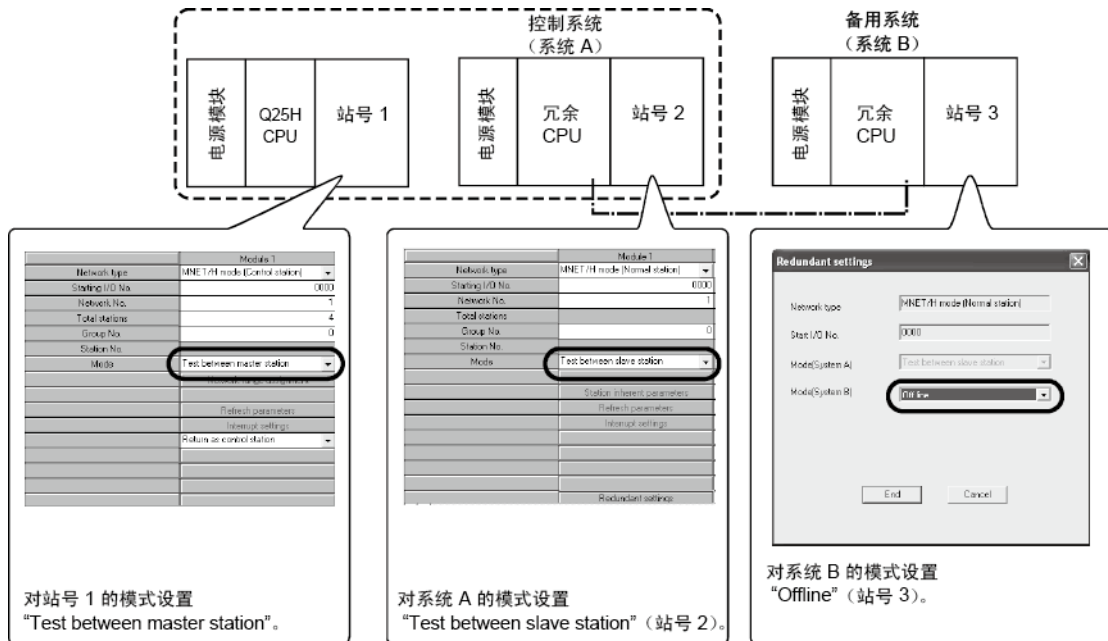 控制系统
（系统 A）
备用系统
（系统 B）
电源模块
Q25H
CPU
站号 1
电源模块
冗余
CPU
站号 2
电源模块
冗余
CPU
站号 3
Module 1
Network type MNET/H mode (Control station)
Starting I/O No. 0000
Network No. 1
Total stations 4
Group No. 0
Station No.
Mode Test between master station
Network range assignment
Refresh parameters
Interrupt settings
Return as control station
对站号 1 的模式设置
“Test between master station”。
Module 1
Network type MNET/H mode (Normal station)
Starting I/O No. 0000
Network No. 1
Total stations
Group No. 0
Station No.
Mode Test between slave station
Station inherent parameters
Refresh parameters
Interrupt settings
Redundant settings
对系统 A 的模式设置
“Test between slave station”（站号 2）。
Redundant settings
Network type MNET/H mode (Normal station)
Start I/O No. 0000
Mode(System A) Test between slave station
Mode(System B) Off line
End Cancel
对系统 B 的模式设置
“Offline”（站号 3）。